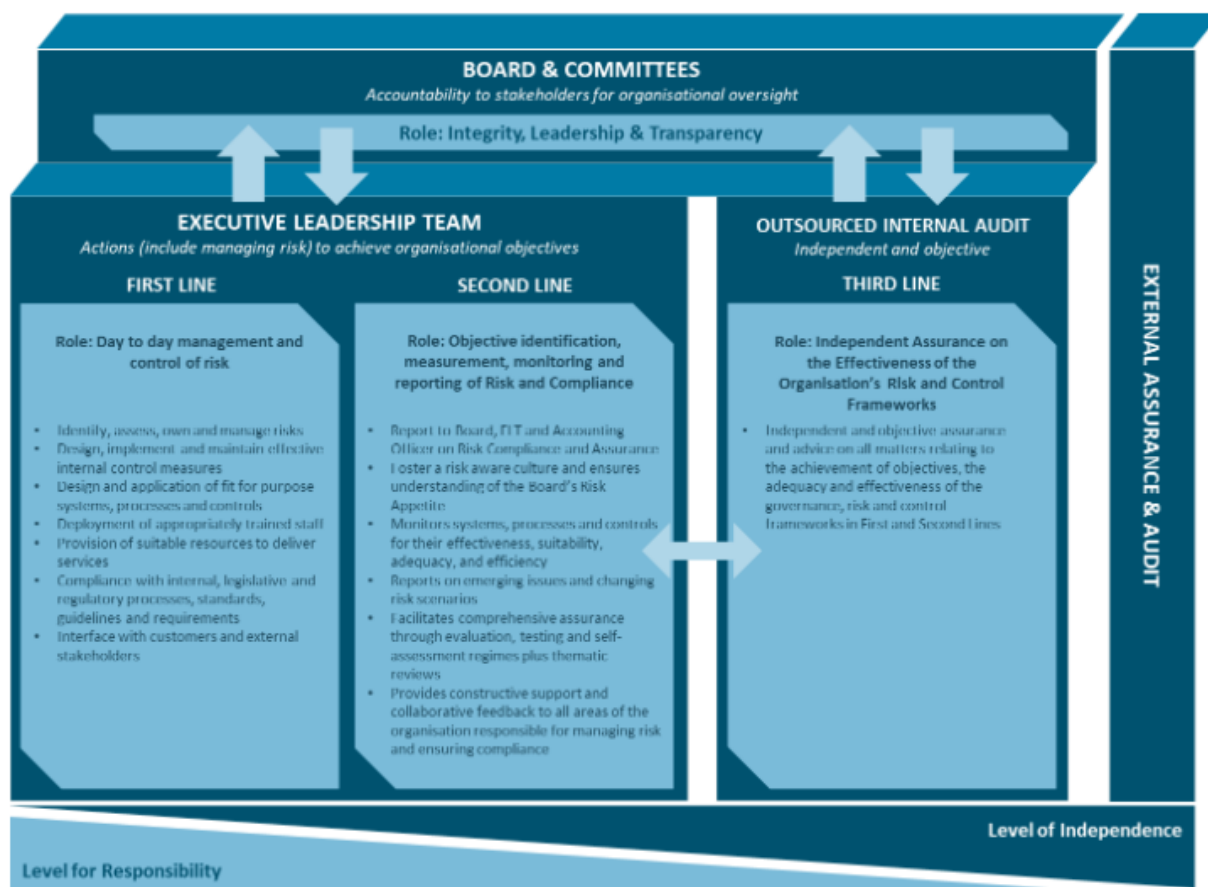 BOARD & COMMITTEES
Accountability to stakeholders for organisational oversight
Role: Integrity, Leadership & Transparency
EXECUTIVE LEADERSHIP TEAM
Actions (include managing risk) to achieve organisational objectives
FIRST LINE
Role: Day to day management and
control of risk
• Identify, assess, own and manage risks
• Design, implement and maintain effective
internal control measures
• Design and application of fit for purpose
systems, processes and controls
• Deployment of appropriately trained staff
• Provision of suitable resources to deliver
services
• Compliance with internal, legislative and
regulatory processes, standards,
guidelines and requirements
• Interface with customers and external
stakeholders
SECOND LINE
Role: Objective identification,
measurement, monitoring and
reporting of Risk and Compliance
• Report to Board, ELT and Accounting
Officer on Risk Compliance and Assurance
• Foster a risk aware culture and ensures
understanding of the Board's Risk
Appetite
• Monitors systems, processes and controls
for their effectiveness, suitability,
adequacy, and efficiency
• Reports on emerging issues and changing
risk scenarios
• Facilitates comprehensive assurance
through evaluation, testing and self-
assessment regimes plus thematic
reviews
• Provides constructive support and
collaborative feedback to all areas of the
organisation responsible for managing risk
and ensuring compliance
OUTSOURCED INTERNAL AUDIT
Independent and objective
THIRD LINE
Role: Independent Assurance on
the Effectiveness of the
Organisation's Risk and Control
Frameworks
• Independent and objective assurance
and advice on all matters relating to
the achievement of objectives, the
adequacy and effectiveness of the
governance, risk and control
frameworks in First and Second Lines
EXTERNAL ASSURANCE & AUDIT
Level of Independence
Level for Responsibility